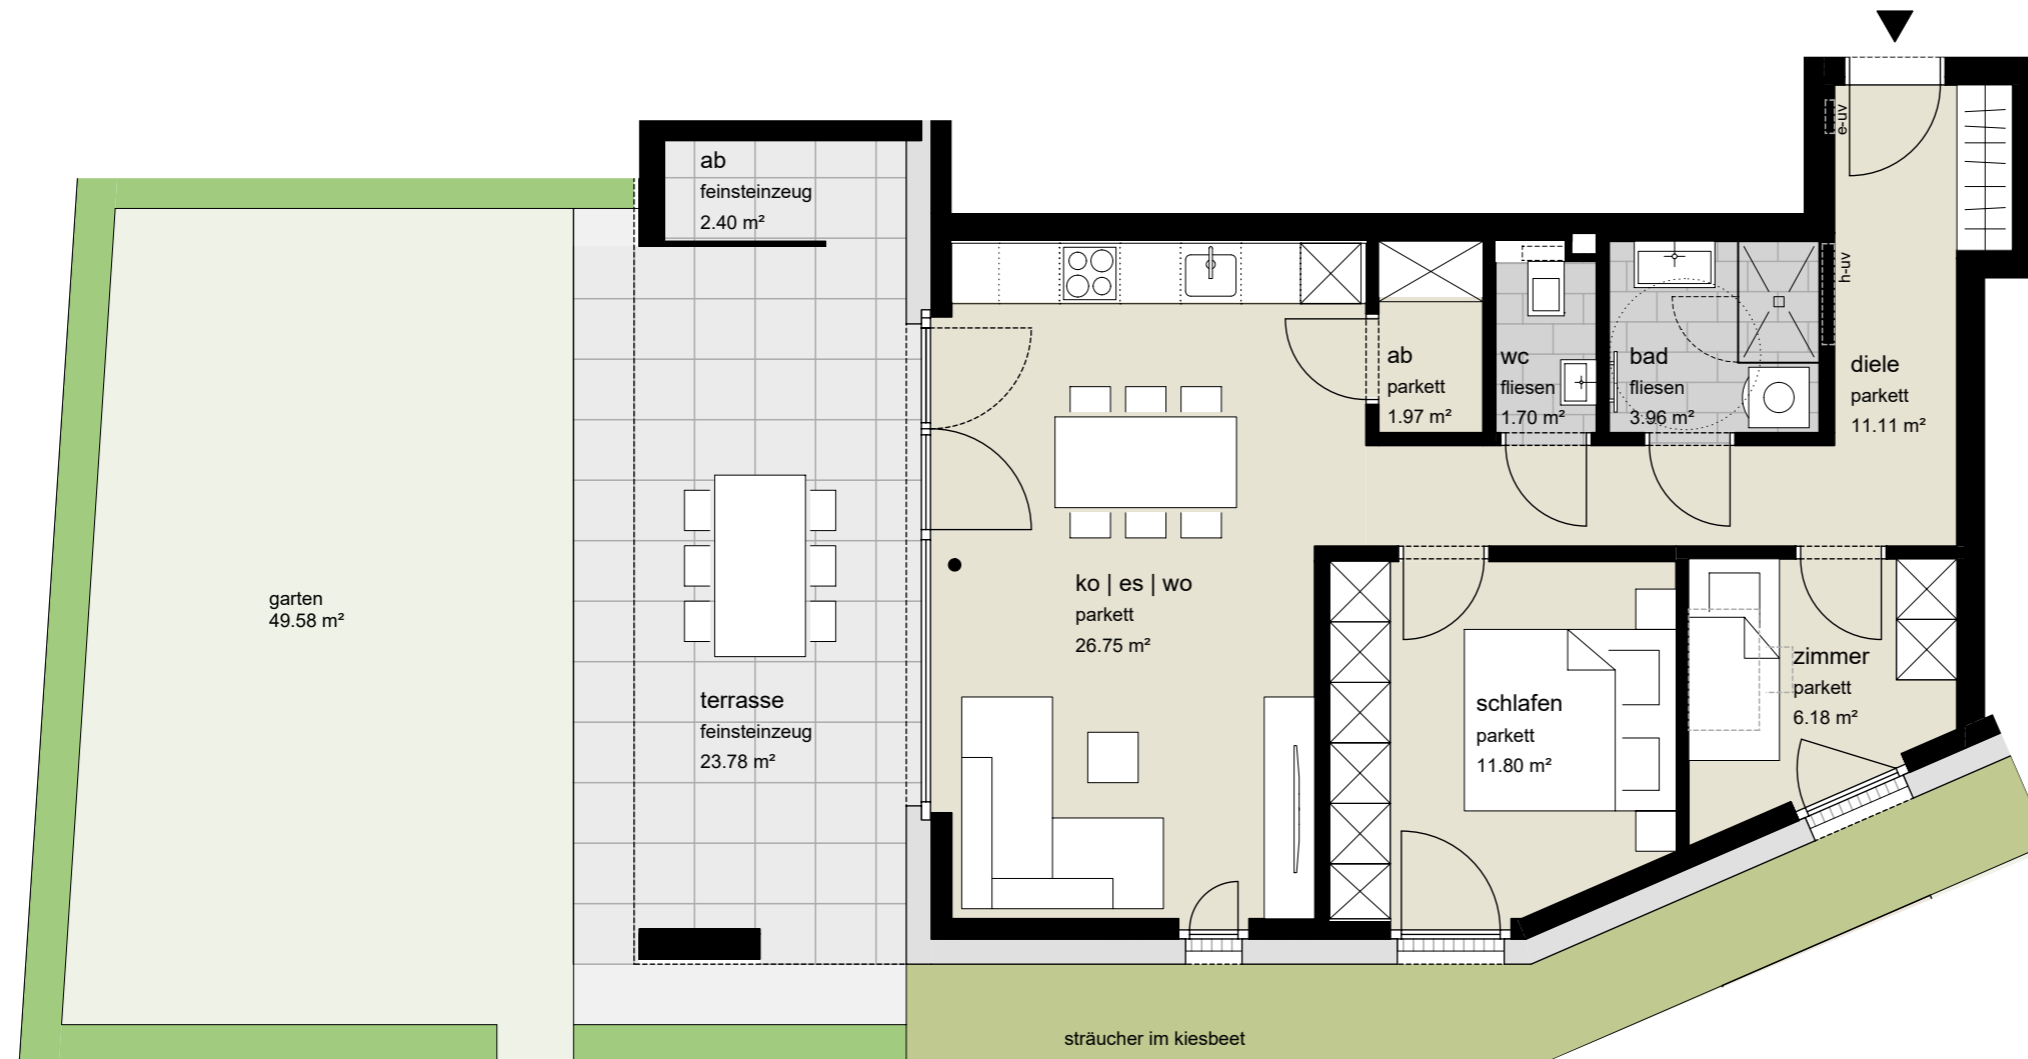 ab
feinsteinzeug
2.40 m²
e-uv
h-uv
ab
parkett
1.97 m²
wc
fliesen
1.70 m²
bad
fliesen
3.96 m²
diele
parkett
11.11 m²
garten
49.58 m²
ko | es | wo
parkett
26.75 m²
terrasse
feinsteinzeug
23.78 m²
schlafen
parkett
11.80 m²
zimmer
parkett
6.18 m²
sträucher im kiesbeet